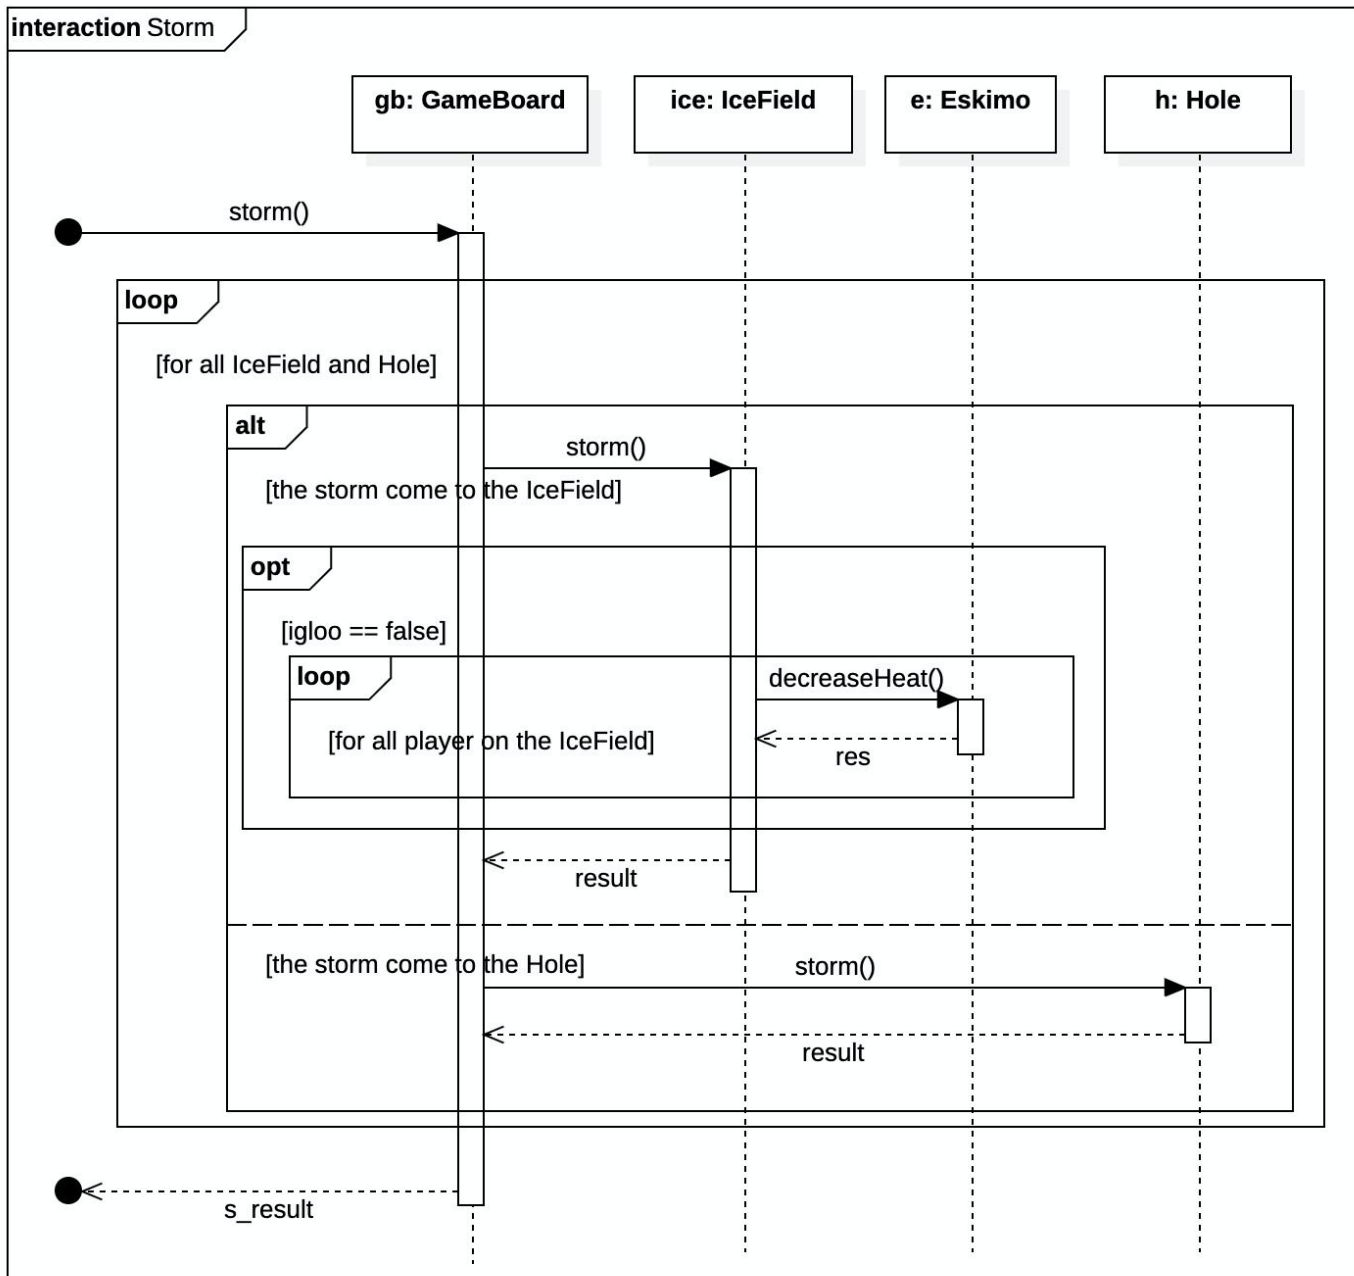 interaction Storm
gb: GameBoard
ice: IceField
e: Eskimo
h: Hole
storm()
loop
[for all IceField and Hole]
alt
storm()
[the storm come to the IceField]
opt
[igloo == false]
loop
decreaseHeat()
[for all player on the IceField]
res
result
[the storm come to the Hole]
storm()
result
s_result